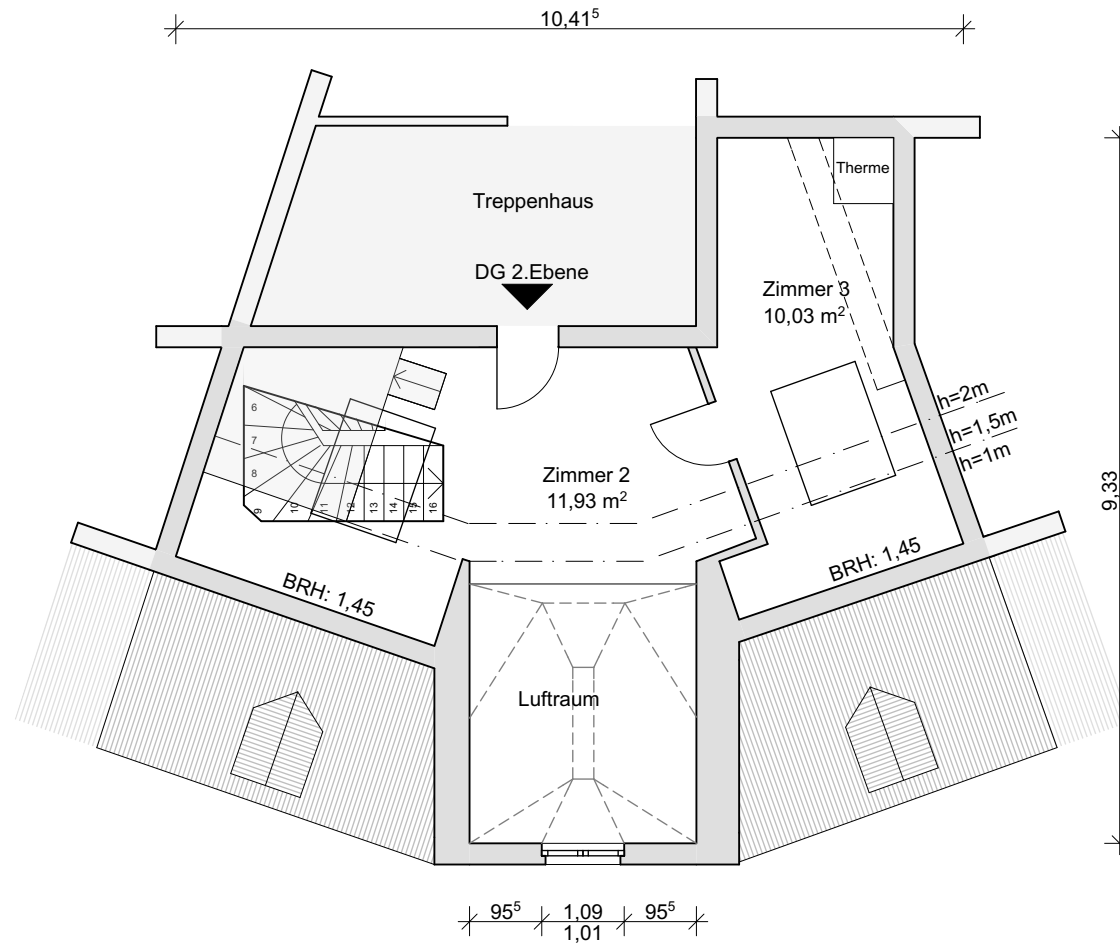 10,41⁵
Therme
Treppenhaus
DG 2.Ebene
Zimmer 3
10,03 m²
h=2m
h=1,5m
h=1m
6
7
8
9
10
11
12
13
14
15
16
Zimmer 2
11,93 m²
9,33
BRH: 1,45
BRH: 1,45
Luftraum
95⁵
1,09
95⁵
1,01